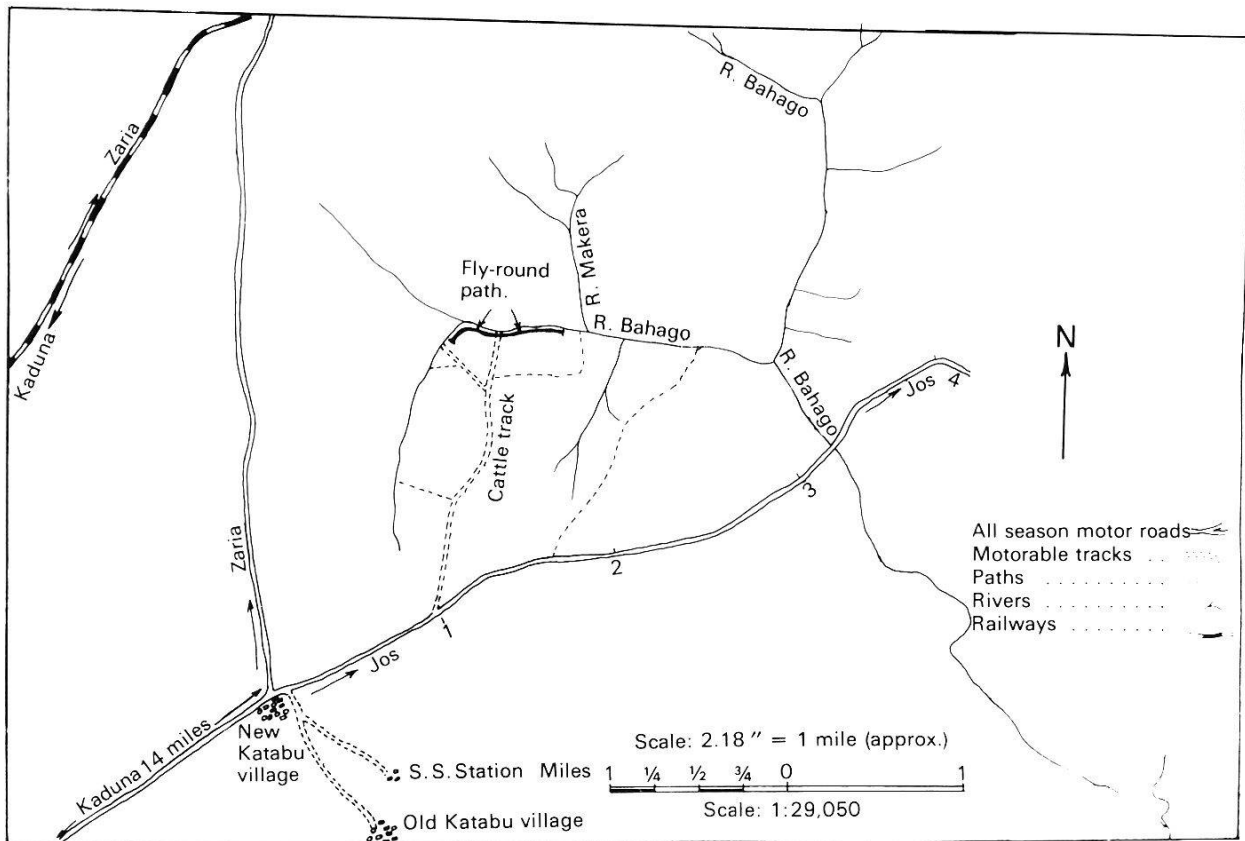 R. Bahago
Zaria
Kaduna
R. Makera
Fly-round
path.
R. Bahago
R. Bahago
N
Jos
4
Cattle track
3
Zaria
2
1
Jos
All season motor roads
Motorable tracks . .
Paths . . . . . . . . . .
Rivers . . . . . . . . . .
Railways . . . . . . . .
Kaduna 14 miles
New
Katabu
village
S.S. Station
Old Katabu village
Scale: 2.18" = 1 mile (approx.)
Miles 1 ¼ ½ ¾ 0 1
Scale: 1:29,050